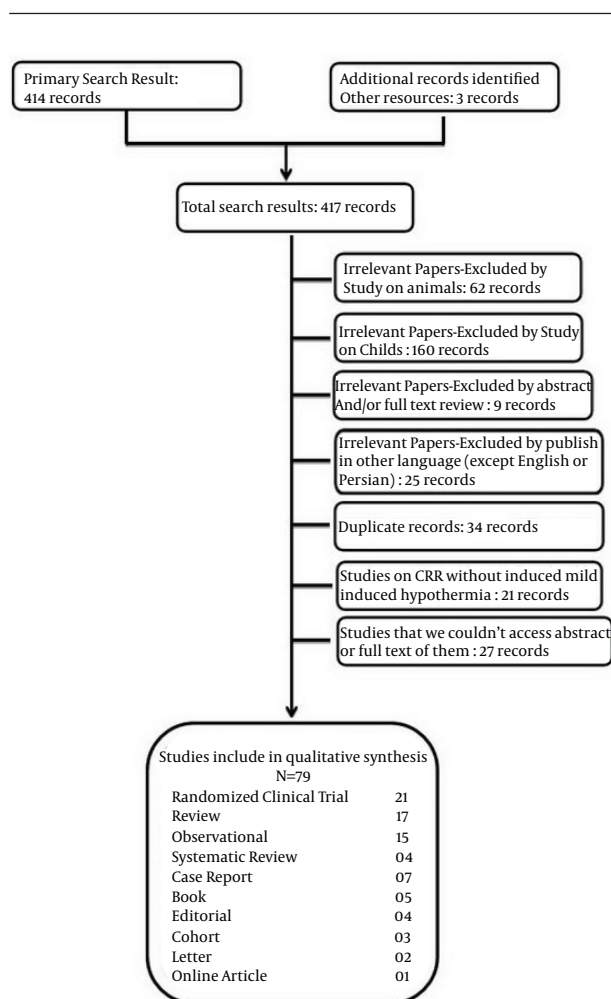 Primary Search Result:
414 records
Additional records identified
Other resources: 3 records
Total search results: 417 records
Irrelevant Papers-Excluded by
Study on animals: 62 records
Irrelevant Papers-Excluded by Study
on Childs : 160 records
Irrelevant Papers-Excluded by abstract
And/or full text review : 9 records
Irrelevant Papers-Excluded by publish
in other language (except English or
Persian) : 25 records
Duplicate records: 34 records
Studies on CRR without induced mild
induced hypothermia : 21 records
Studies that we couldn't access abstract
or full text of them : 27 records
Studies include in qualitative synthesis
N=79
Randomized Clinical Trial 21
Review 17
Observational 15
Systematic Review 04
Case Report 07
Book 05
Editorial 04
Cohort 03
Letter 02
Online Article 01